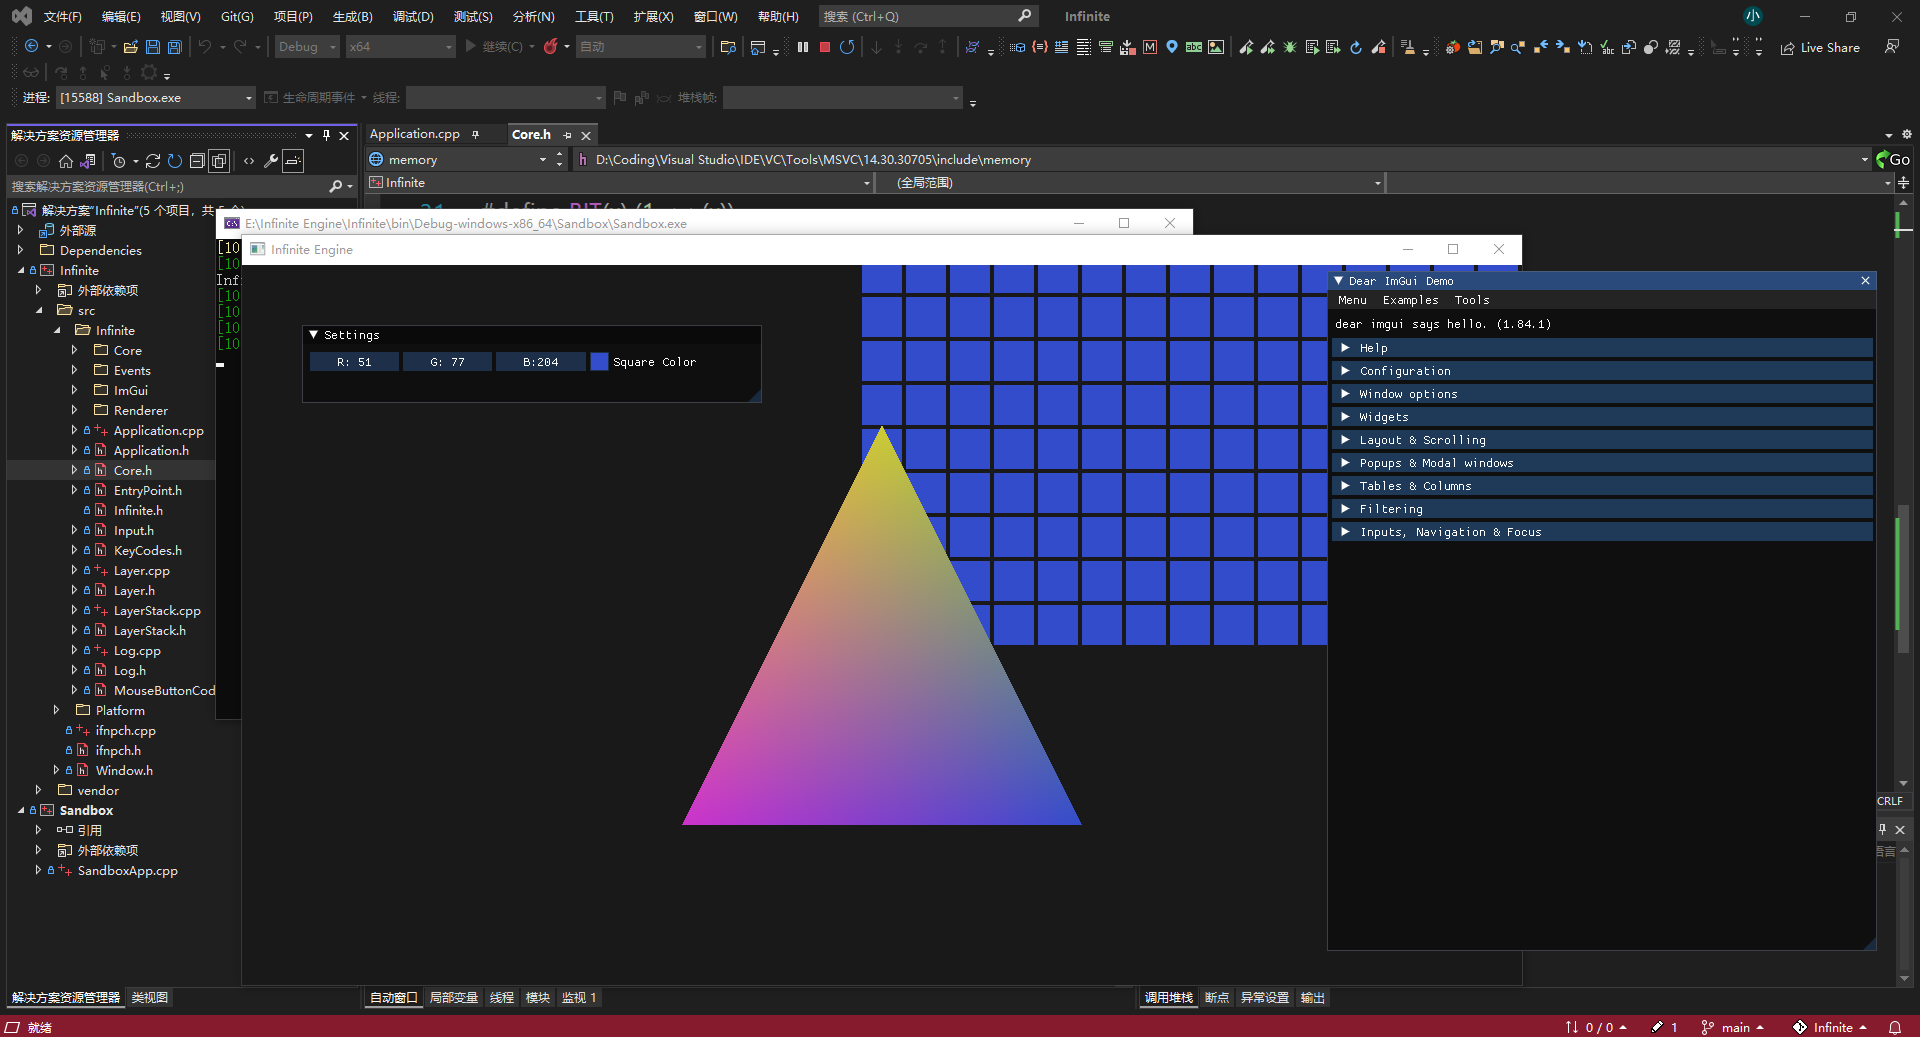 文件(F) 编辑(E) 视图(V) Git(G) 项目(P) 生成(B) 调试(D) 测试(S) 分析(N) 工具(T) 扩展(X) 窗口(W) 帮助(H) 搜索 (Ctrl+Q) Infinite 小
Debug x64 继续(C) 自动 Live Share
进程: [15588] Sandbox.exe 生命周期事件 线程: 堆栈帧:
解决方案资源管理器
Application.cpp Core.h
memory D:\Coding\Visual Studio\IDE\VC\Tools\MSVC\14.30.30705\include\memory Go
搜索解决方案资源管理器(Ctrl+;)
Infinite (全局范围)
解决方案"Infinite"(5 个项目，共
外部源
Dependencies
Infinite
外部依赖项
src
Infinite
Core
Events
ImGui
Renderer
Application.cpp
Application.h
Core.h
EntryPoint.h
Infinite.h
Input.h
KeyCodes.h
Layer.cpp
Layer.h
LayerStack.cpp
LayerStack.h
Log.cpp
Log.h
MouseButtonCod
Platform
ifnpch.cpp
ifnpch.h
Window.h
vendor
Sandbox
引用
外部依赖项
SandboxApp.cpp
E:\Infinite Engine\Infinite\bin\Debug-windows-x86_64\Sandbox\Sandbox.exe
[10
[10
Inf
[10
[10
[10
[10
Infinite Engine
Settings
R: 51 G: 77 B:204 Square Color
Dear ImGui Demo
Menu Examples Tools
dear imgui says hello. (1.84.1)
Help
Configuration
Window options
Widgets
Layout & Scrolling
Popups & Modal windows
Tables & Columns
Filtering
Inputs, Navigation & Focus
CRLF
语言
解决方案资源管理器 类视图
自动窗口 局部变量 线程 模块 监视 1
调用堆栈 断点 异常设置 输出
就绪
0 / 0 1 main Infinite